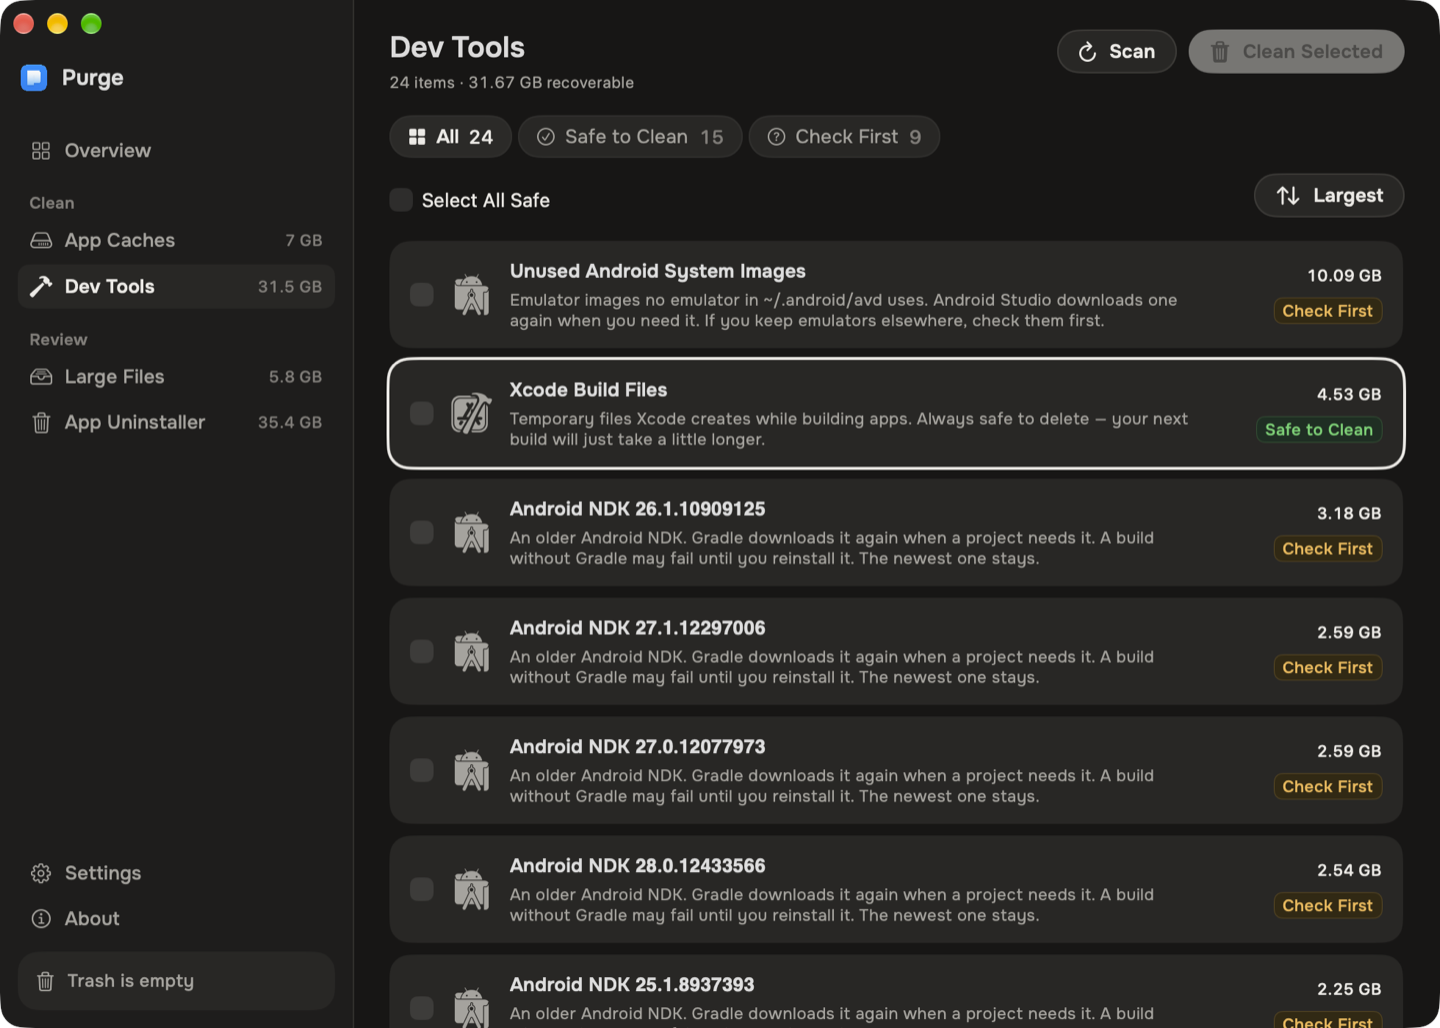 Purge
Overview
Clean
App Caches 7 GB
Dev Tools 31.5 GB
Review
Large Files 5.8 GB
App Uninstaller 35.4 GB
Settings
About
Trash is empty
Dev Tools
24 items · 31.67 GB recoverable
Scan
Clean Selected
All 24
Safe to Clean 15
Check First 9
Select All Safe
Largest
Unused Android System Images
Emulator images no emulator in ~/.android/avd uses. Android Studio downloads one
again when you need it. If you keep emulators elsewhere, check them first.
10.09 GB
Check First
Xcode Build Files
Temporary files Xcode creates while building apps. Always safe to delete — your next
build will just take a little longer.
4.53 GB
Safe to Clean
Android NDK 26.1.10909125
An older Android NDK. Gradle downloads it again when a project needs it. A build
without Gradle may fail until you reinstall it. The newest one stays.
3.18 GB
Check First
Android NDK 27.1.12297006
An older Android NDK. Gradle downloads it again when a project needs it. A build
without Gradle may fail until you reinstall it. The newest one stays.
2.59 GB
Check First
Android NDK 27.0.12077973
An older Android NDK. Gradle downloads it again when a project needs it. A build
without Gradle may fail until you reinstall it. The newest one stays.
2.59 GB
Check First
Android NDK 28.0.12433566
An older Android NDK. Gradle downloads it again when a project needs it. A build
without Gradle may fail until you reinstall it. The newest one stays.
2.54 GB
Check First
Android NDK 25.1.8937393
An older Android NDK. Gradle downloads it again when a project needs it. A build
2.25 GB
Check First